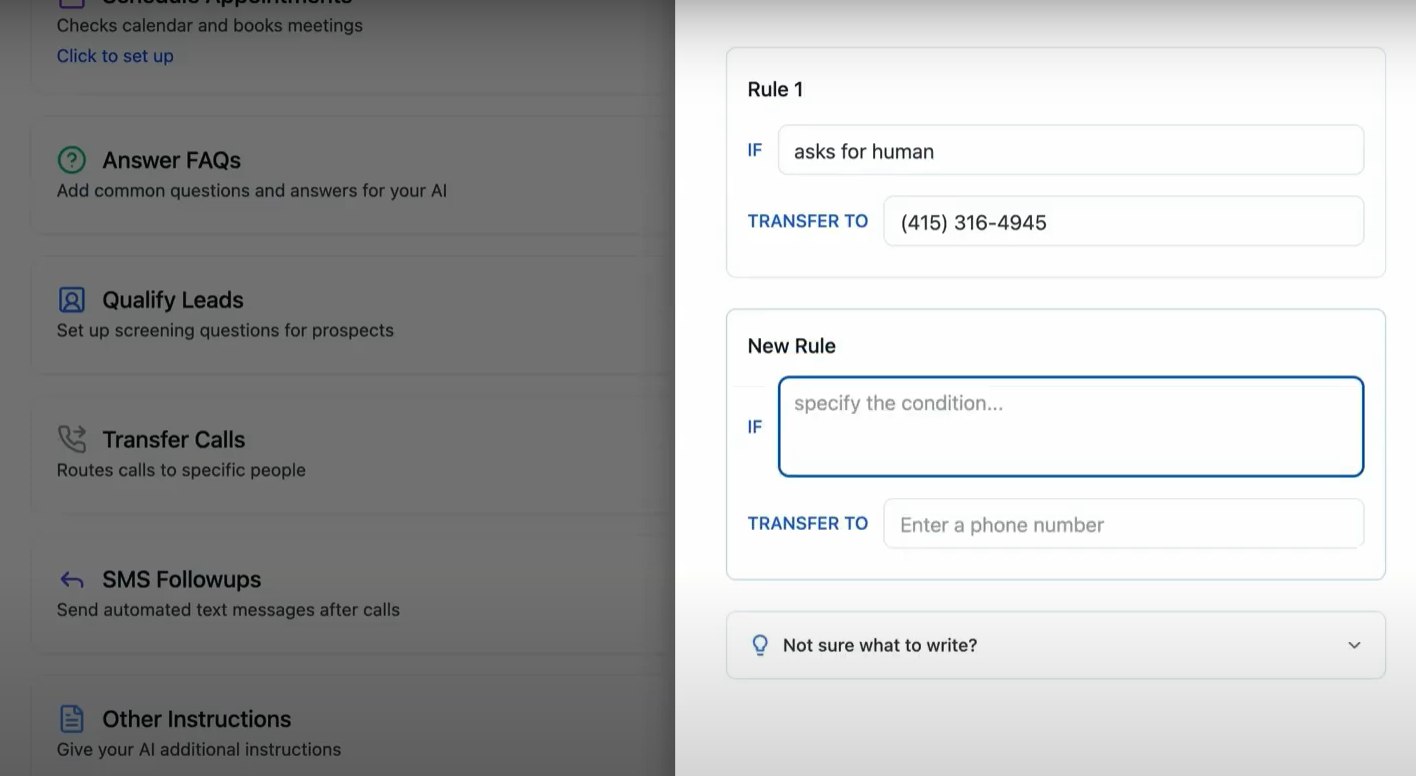 Schedule Appointments
Checks calendar and books meetings
Click to set up
Answer FAQs
Add common questions and answers for your AI
Qualify Leads
Set up screening questions for prospects
Transfer Calls
Routes calls to specific people
SMS Followups
Send automated text messages after calls
Other Instructions
Give your AI additional instructions
Rule 1
IF asks for human
TRANSFER TO (415) 316-4945
New Rule
IF specify the condition...
TRANSFER TO Enter a phone number
Not sure what to write?